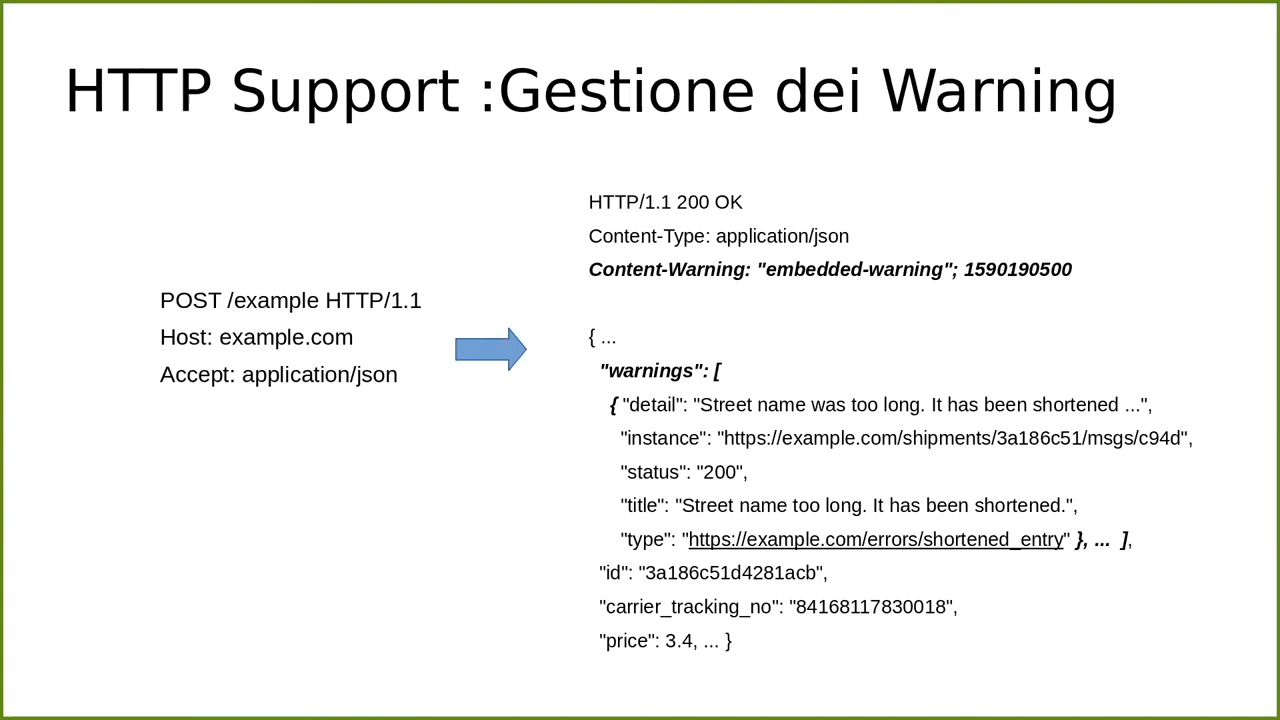 HTTP Support :Gestione dei Warning
POST /example HTTP/1.1
Host: example.com
Accept: application/json
HTTP/1.1 200 OK
Content-Type: application/json
Content-Warning: "embedded-warning"; 1590190500
{ ...
"warnings": [
{ "detail": "Street name was too long. It has been shortened ...",
"instance": "https://example.com/shipments/3a186c51/msgs/c94d",
"status": "200",
"title": "Street name too long. It has been shortened.",
"type": "https://example.com/errors/shortened_entry" }, ... ],
"id": "3a186c51d4281acb",
"carrier_tracking_no": "84168117830018",
"price": 3.4, ... }